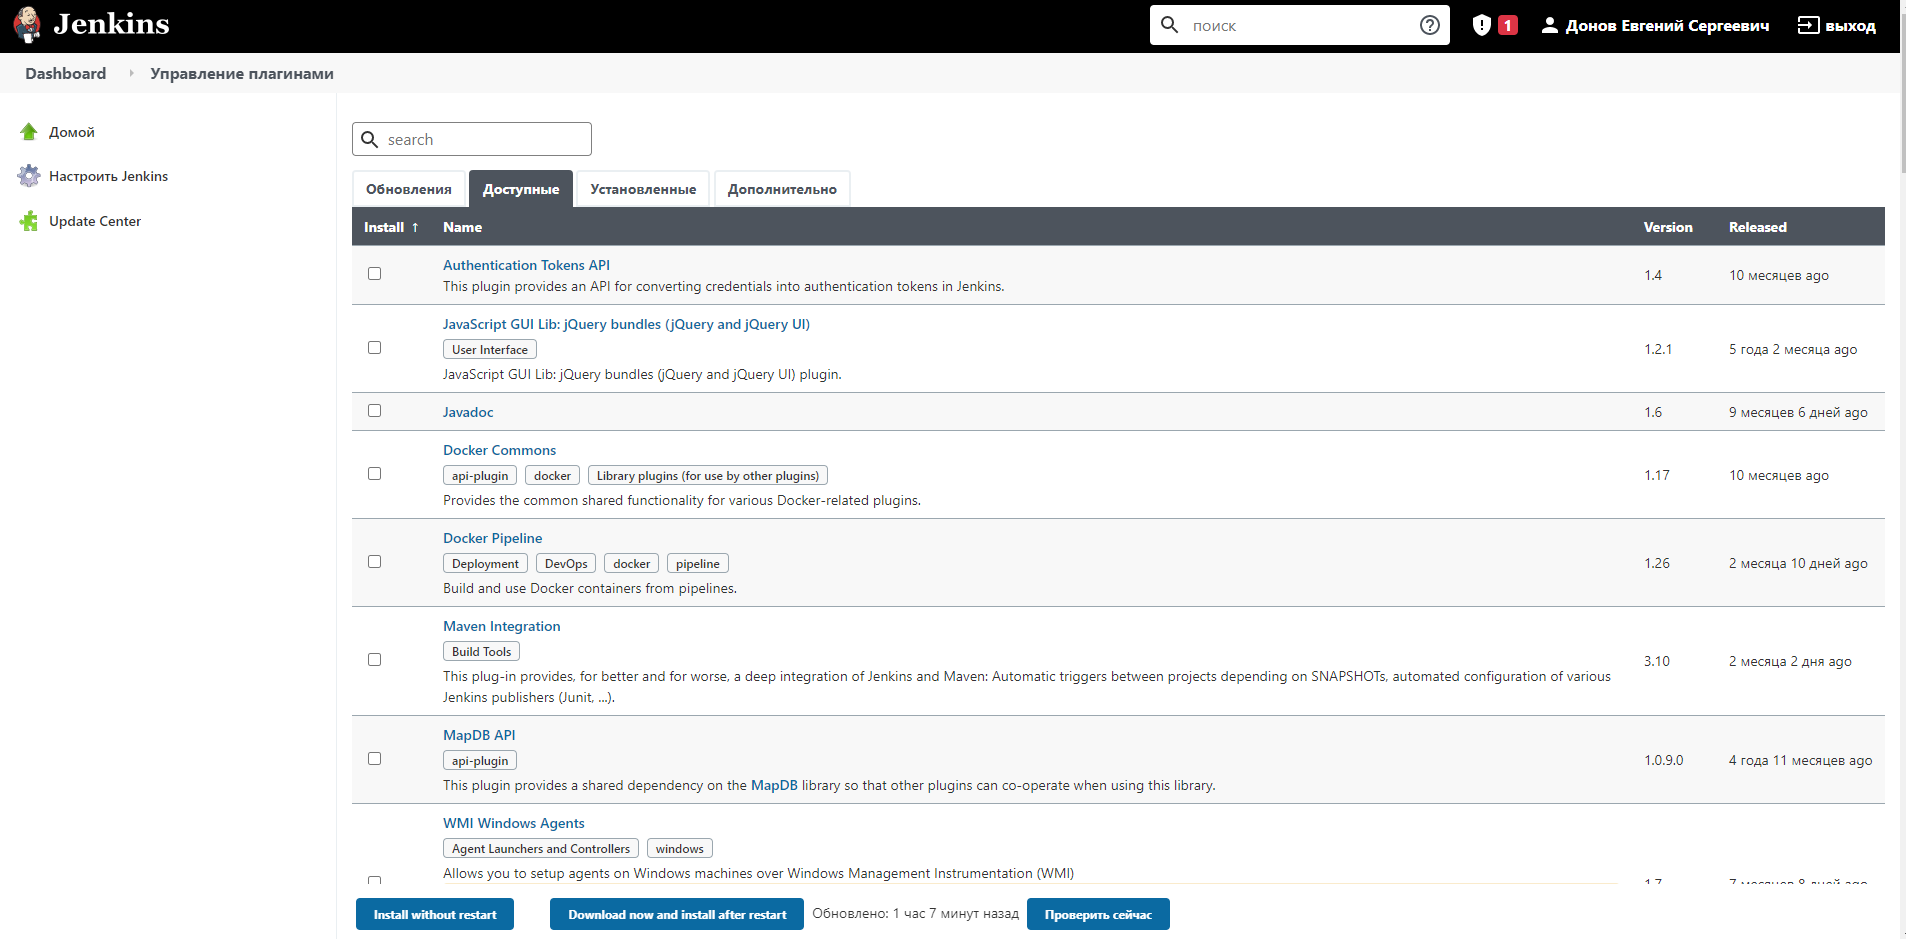 Jenkins
поиск
1
Донов Евгений Сергеевич
выход
Dashboard
Управление плагинами
Домой
Настроить Jenkins
Update Center
search
Обновления
Доступные
Установленные
Дополнительно
Install ↑ Name Version Released
Authentication Tokens API
This plugin provides an API for converting credentials into authentication tokens in Jenkins.
1.4
10 месяцев ago
JavaScript GUI Lib: jQuery bundles (jQuery and jQuery UI)
User Interface
JavaScript GUI Lib: jQuery bundles (jQuery and jQuery UI) plugin.
1.2.1
5 года 2 месяца ago
Javadoc
1.6
9 месяцев 6 дней ago
Docker Commons
api-plugin docker Library plugins (for use by other plugins)
Provides the common shared functionality for various Docker-related plugins.
1.17
10 месяцев ago
Docker Pipeline
Deployment DevOps docker pipeline
Build and use Docker containers from pipelines.
1.26
2 месяца 10 дней ago
Maven Integration
Build Tools
This plug-in provides, for better and for worse, a deep integration of Jenkins and Maven: Automatic triggers between projects depending on SNAPSHOTs, automated configuration of various
Jenkins publishers (Junit, ...).
3.10
2 месяца 2 дня ago
MapDB API
api-plugin
This plugin provides a shared dependency on the MapDB library so that other plugins can co-operate when using this library.
1.0.9.0
4 года 11 месяцев ago
WMI Windows Agents
Agent Launchers and Controllers windows
Allows you to setup agents on Windows machines over Windows Management Instrumentation (WMI)
1.7
7 месяцев 8 дней ago
Install without restart
Download now and install after restart
Обновлено: 1 час 7 минут назад
Проверить сейчас